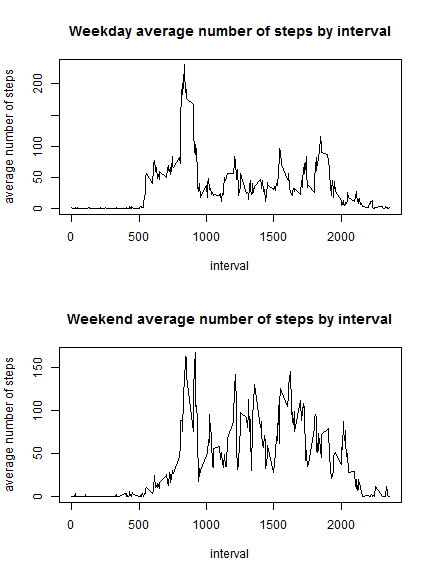 Weekday average number of steps by interval
average number of steps
200
100
50
0
0 500 1000 1500 2000
interval
Weekend average number of steps by interval
average number of steps
150
100
50
0
0 500 1000 1500 2000
interval